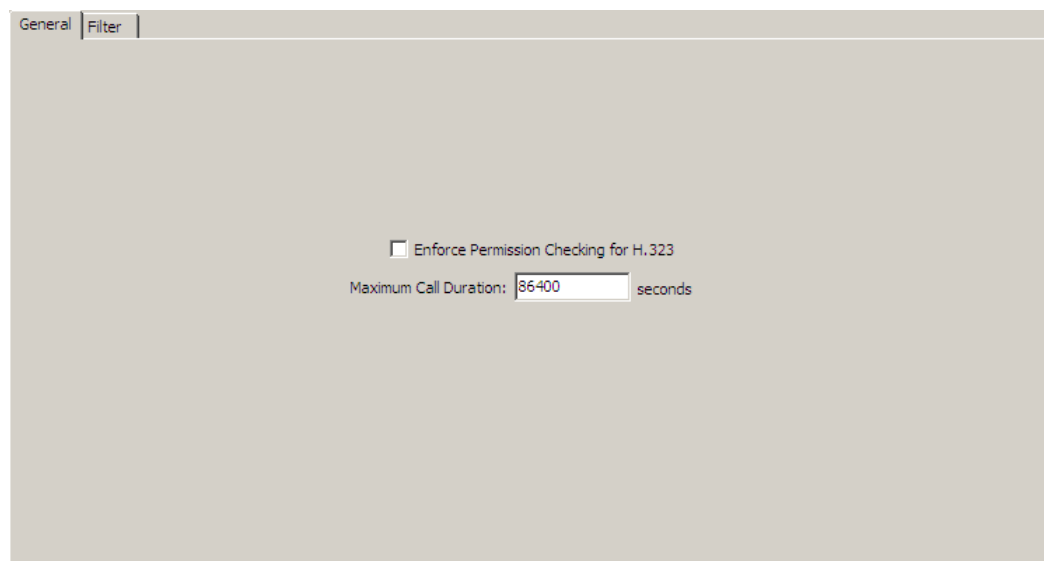 General Filter
Enforce Permission Checking for H.323
Maximum Call Duration: 86400 seconds